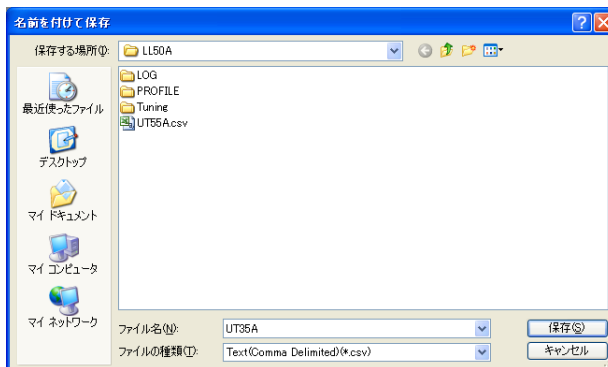 名前を付けて保存
保存する場所(I):
LL50A
LOG
PROFILE
Tuning
UT55A.csv
最近使ったファイル
デスクトップ
マイ ドキュメント
マイ コンピュータ
マイ ネットワーク
ファイル名(N):
UT35A
保存(S)
ファイルの種類(T):
Text(Comma Delimited)(*.csv)
キャンセル